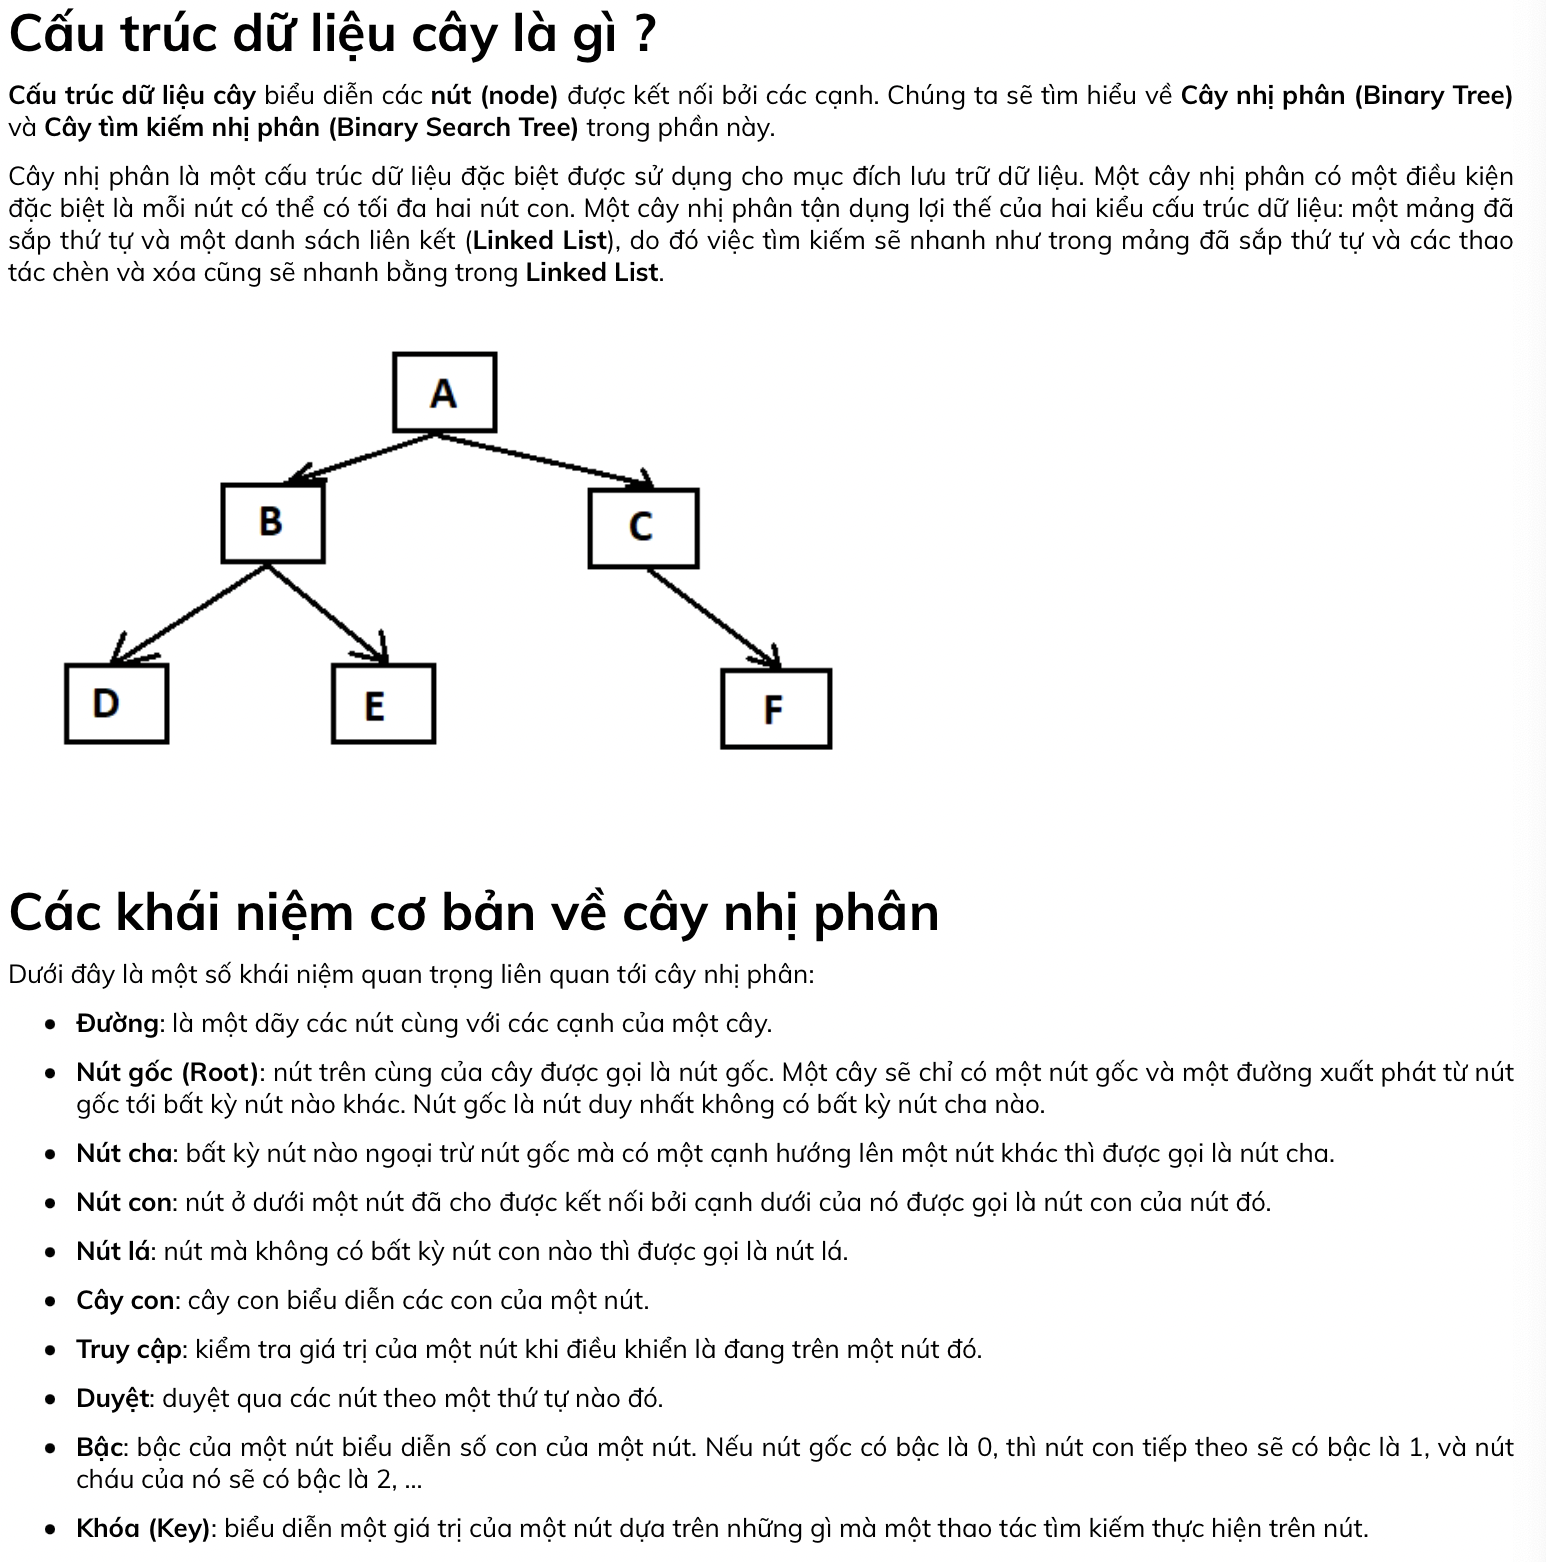 Cấu trúc dữ liệu cây là gì ?
Cấu trúc dữ liệu cây biểu diễn các nút (node) được kết nối bởi các cạnh. Chúng ta sẽ tìm hiểu về Cây nhị phân (Binary Tree)
và Cây tìm kiếm nhị phân (Binary Search Tree) trong phần này.
Cây nhị phân là một cấu trúc dữ liệu đặc biệt được sử dụng cho mục đích lưu trữ dữ liệu. Một cây nhị phân có một điều kiện
đặc biệt là mỗi nút có thể có tối đa hai nút con. Một cây nhị phân tận dụng lợi thế của hai kiểu cấu trúc dữ liệu: một mảng đã
sắp thứ tự và một danh sách liên kết (Linked List), do đó việc tìm kiếm sẽ nhanh như trong mảng đã sắp thứ tự và các thao
tác chèn và xóa cũng sẽ nhanh bằng trong Linked List.
A
B
C
D
E
F
Các khái niệm cơ bản về cây nhị phân
Dưới đây là một số khái niệm quan trọng liên quan tới cây nhị phân:
• Đường: là một dãy các nút cùng với các cạnh của một cây.
• Nút gốc (Root): nút trên cùng của cây được gọi là nút gốc. Một cây sẽ chỉ có một nút gốc và một đường xuất phát từ nút
gốc tới bất kỳ nút nào khác. Nút gốc là nút duy nhất không có bất kỳ nút cha nào.
• Nút cha: bất kỳ nút nào ngoại trừ nút gốc mà có một cạnh hướng lên một nút khác thì được gọi là nút cha.
• Nút con: nút ở dưới một nút đã cho được kết nối bởi cạnh dưới của nó được gọi là nút con của nút đó.
• Nút lá: nút mà không có bất kỳ nút con nào thì được gọi là nút lá.
• Cây con: cây con biểu diễn các con của một nút.
• Truy cập: kiểm tra giá trị của một nút khi điều khiển là đang trên một nút đó.
• Duyệt: duyệt qua các nút theo một thứ tự nào đó.
• Bậc: bậc của một nút biểu diễn số con của một nút. Nếu nút gốc có bậc là 0, thì nút con tiếp theo sẽ có bậc là 1, và nút
cháu của nó sẽ có bậc là 2, ...
• Khóa (Key): biểu diễn một giá trị của một nút dựa trên những gì mà một thao tác tìm kiếm thực hiện trên nút.